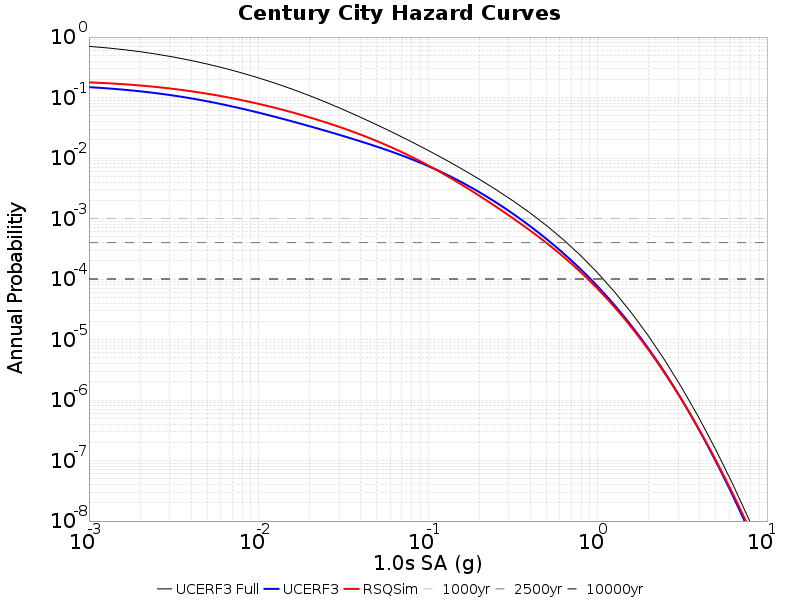 Century City Hazard Curves
10^0
10^-1
10^-2
10^-3
10^-4
10^-5
10^-6
10^-7
10^-8
Annual Probabilitiy
10^-3 10^-2 10^-1 10^0 10^1
1.0s SA (g)
UCERF3 Full UCERF3 RSQSim 1000yr 2500yr 10000yr